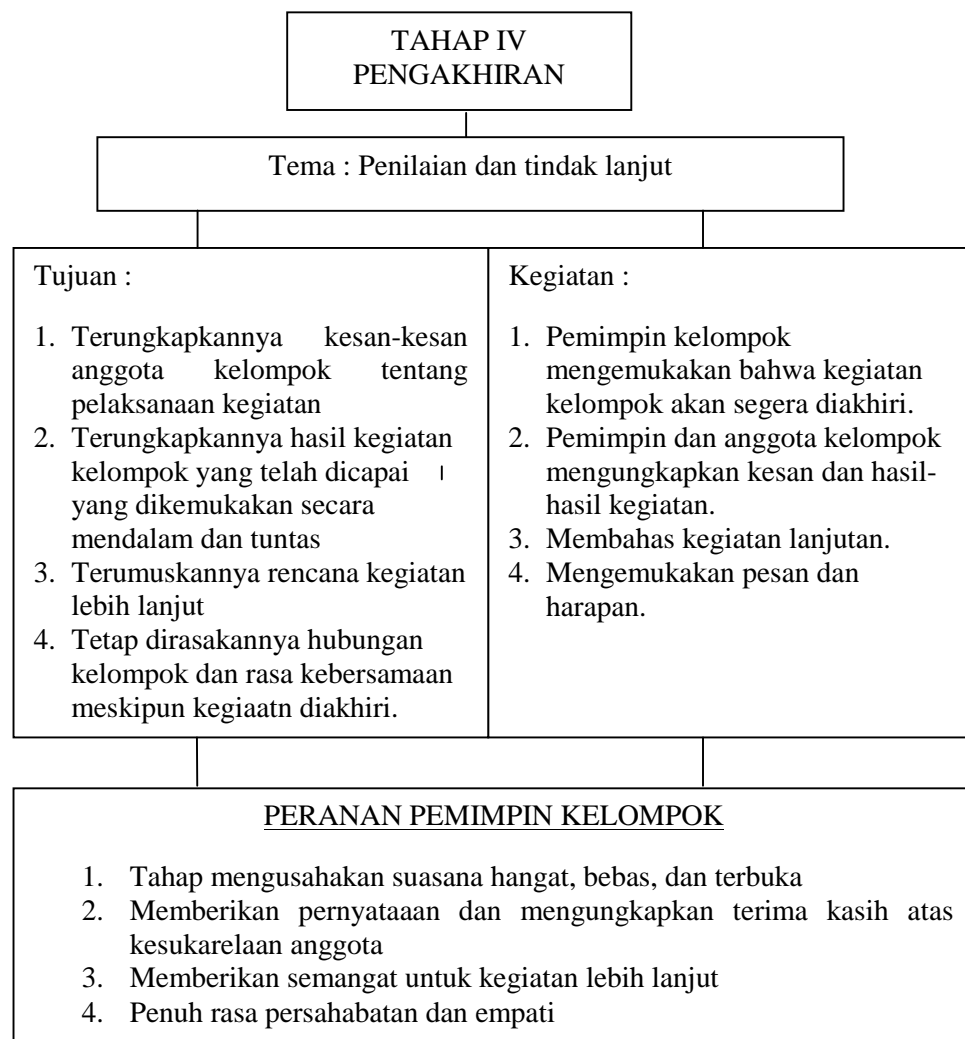 TAHAP IV
PENGAKHIRAN
Tema : Penilaian dan tindak lanjut
Tujuan :
1. Terungkapkannya kesan-kesan
anggota kelompok tentang
pelaksanaan kegiatan
2. Terungkapkannya hasil kegiatan
kelompok yang telah dicapai
yang dikemukakan secara
mendalam dan tuntas
3. Terumuskannya rencana kegiatan
lebih lanjut
4. Tetap dirasakannya hubungan
kelompok dan rasa kebersamaan
meskipun kegiaatn diakhiri.
Kegiatan :
1. Pemimpin kelompok
mengemukakan bahwa kegiatan
kelompok akan segera diakhiri.
2. Pemimpin dan anggota kelompok
mengungkapkan kesan dan hasil-
hasil kegiatan.
3. Membahas kegiatan lanjutan.
4. Mengemukakan pesan dan
harapan.
PERANAN PEMIMPIN KELOMPOK
1. Tahap mengusahakan suasana hangat, bebas, dan terbuka
2. Memberikan pernyataaan dan mengungkapkan terima kasih atas
kesukarelaan anggota
3. Memberikan semangat untuk kegiatan lebih lanjut
4. Penuh rasa persahabatan dan empati